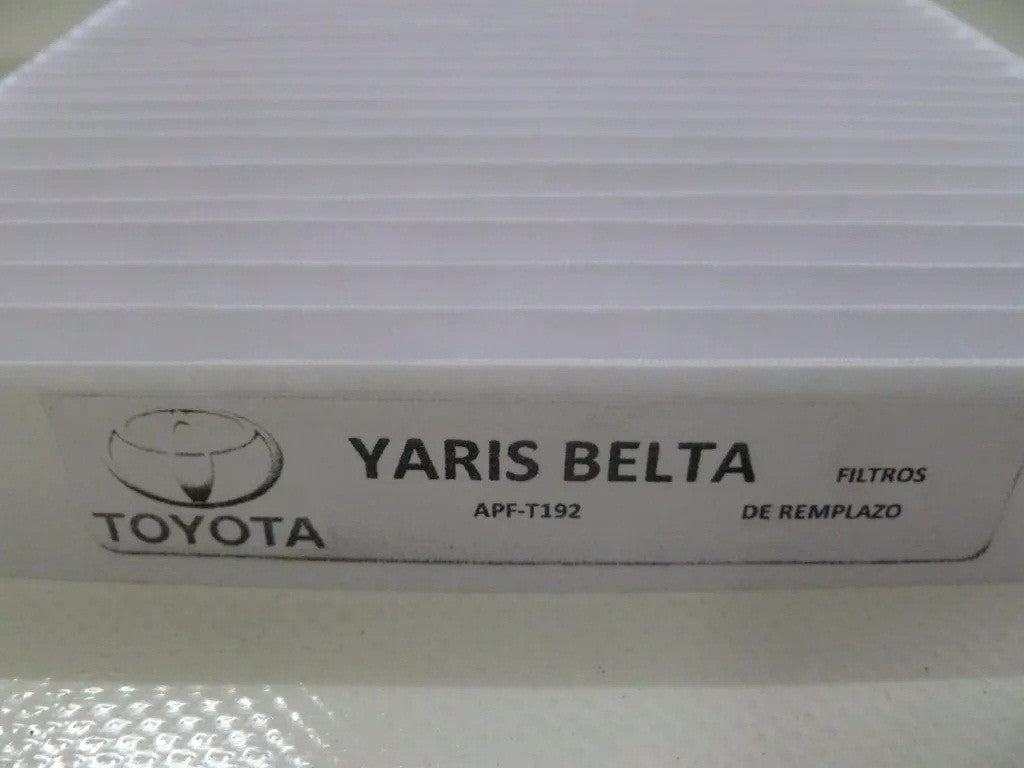 TOYOTA
YARIS BELTA
APF-T192
FILTROS
DE REMPLAZO